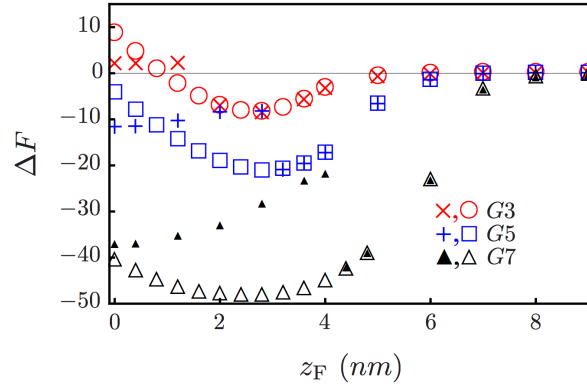 10
0
−10
−20
−30
−40
−50
ΔF
0 2 4 6 8
z_F (nm)
×,○ G3
+,□ G5
▲,△ G7